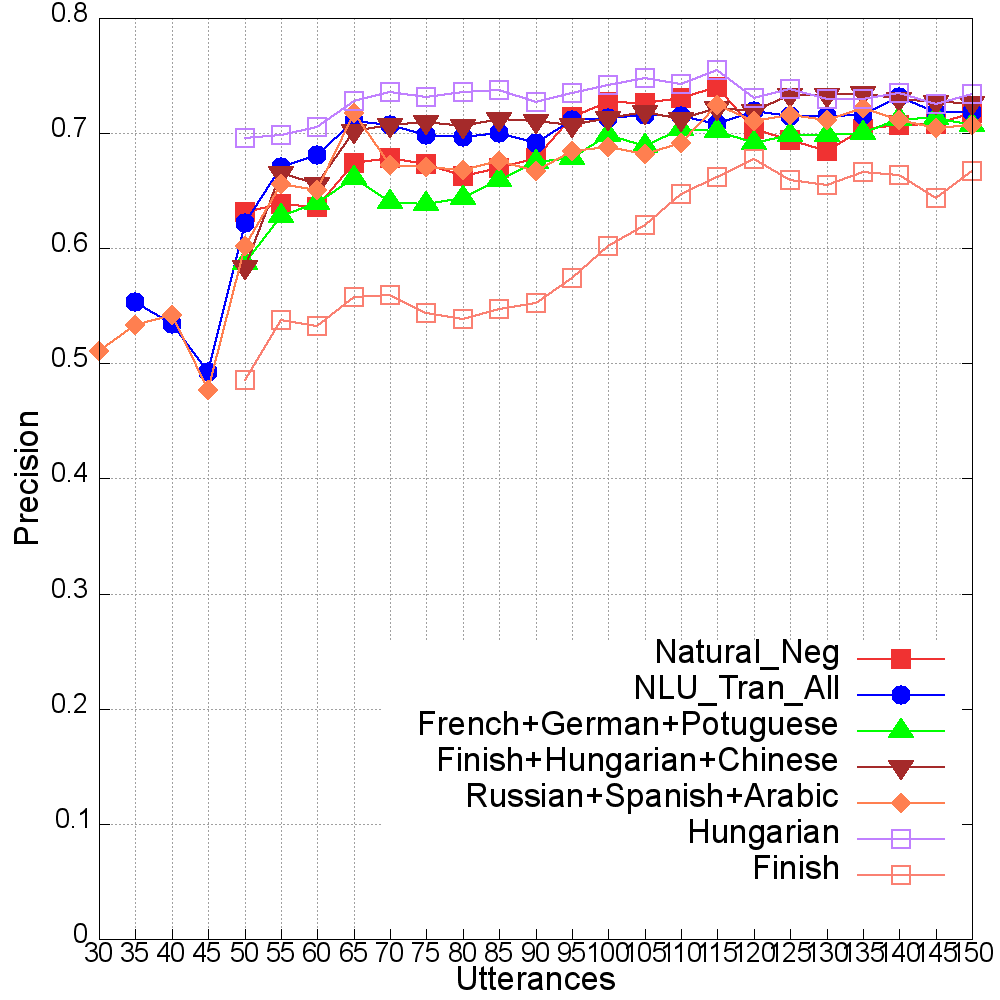 0.8
0.7
0.6
0.5
0.4
0.3
0.2
0.1
0
Precision
Natural_Neg
NLU_Tran_All
French+German+Potuguese
Finish+Hungarian+Chinese
Russian+Spanish+Arabic
Hungarian
Finish
30 35 40 45 50 55 60 65 70 75 80 85 90 95 100 105 110 115 120 125 130 135 140 145 150
Utterances